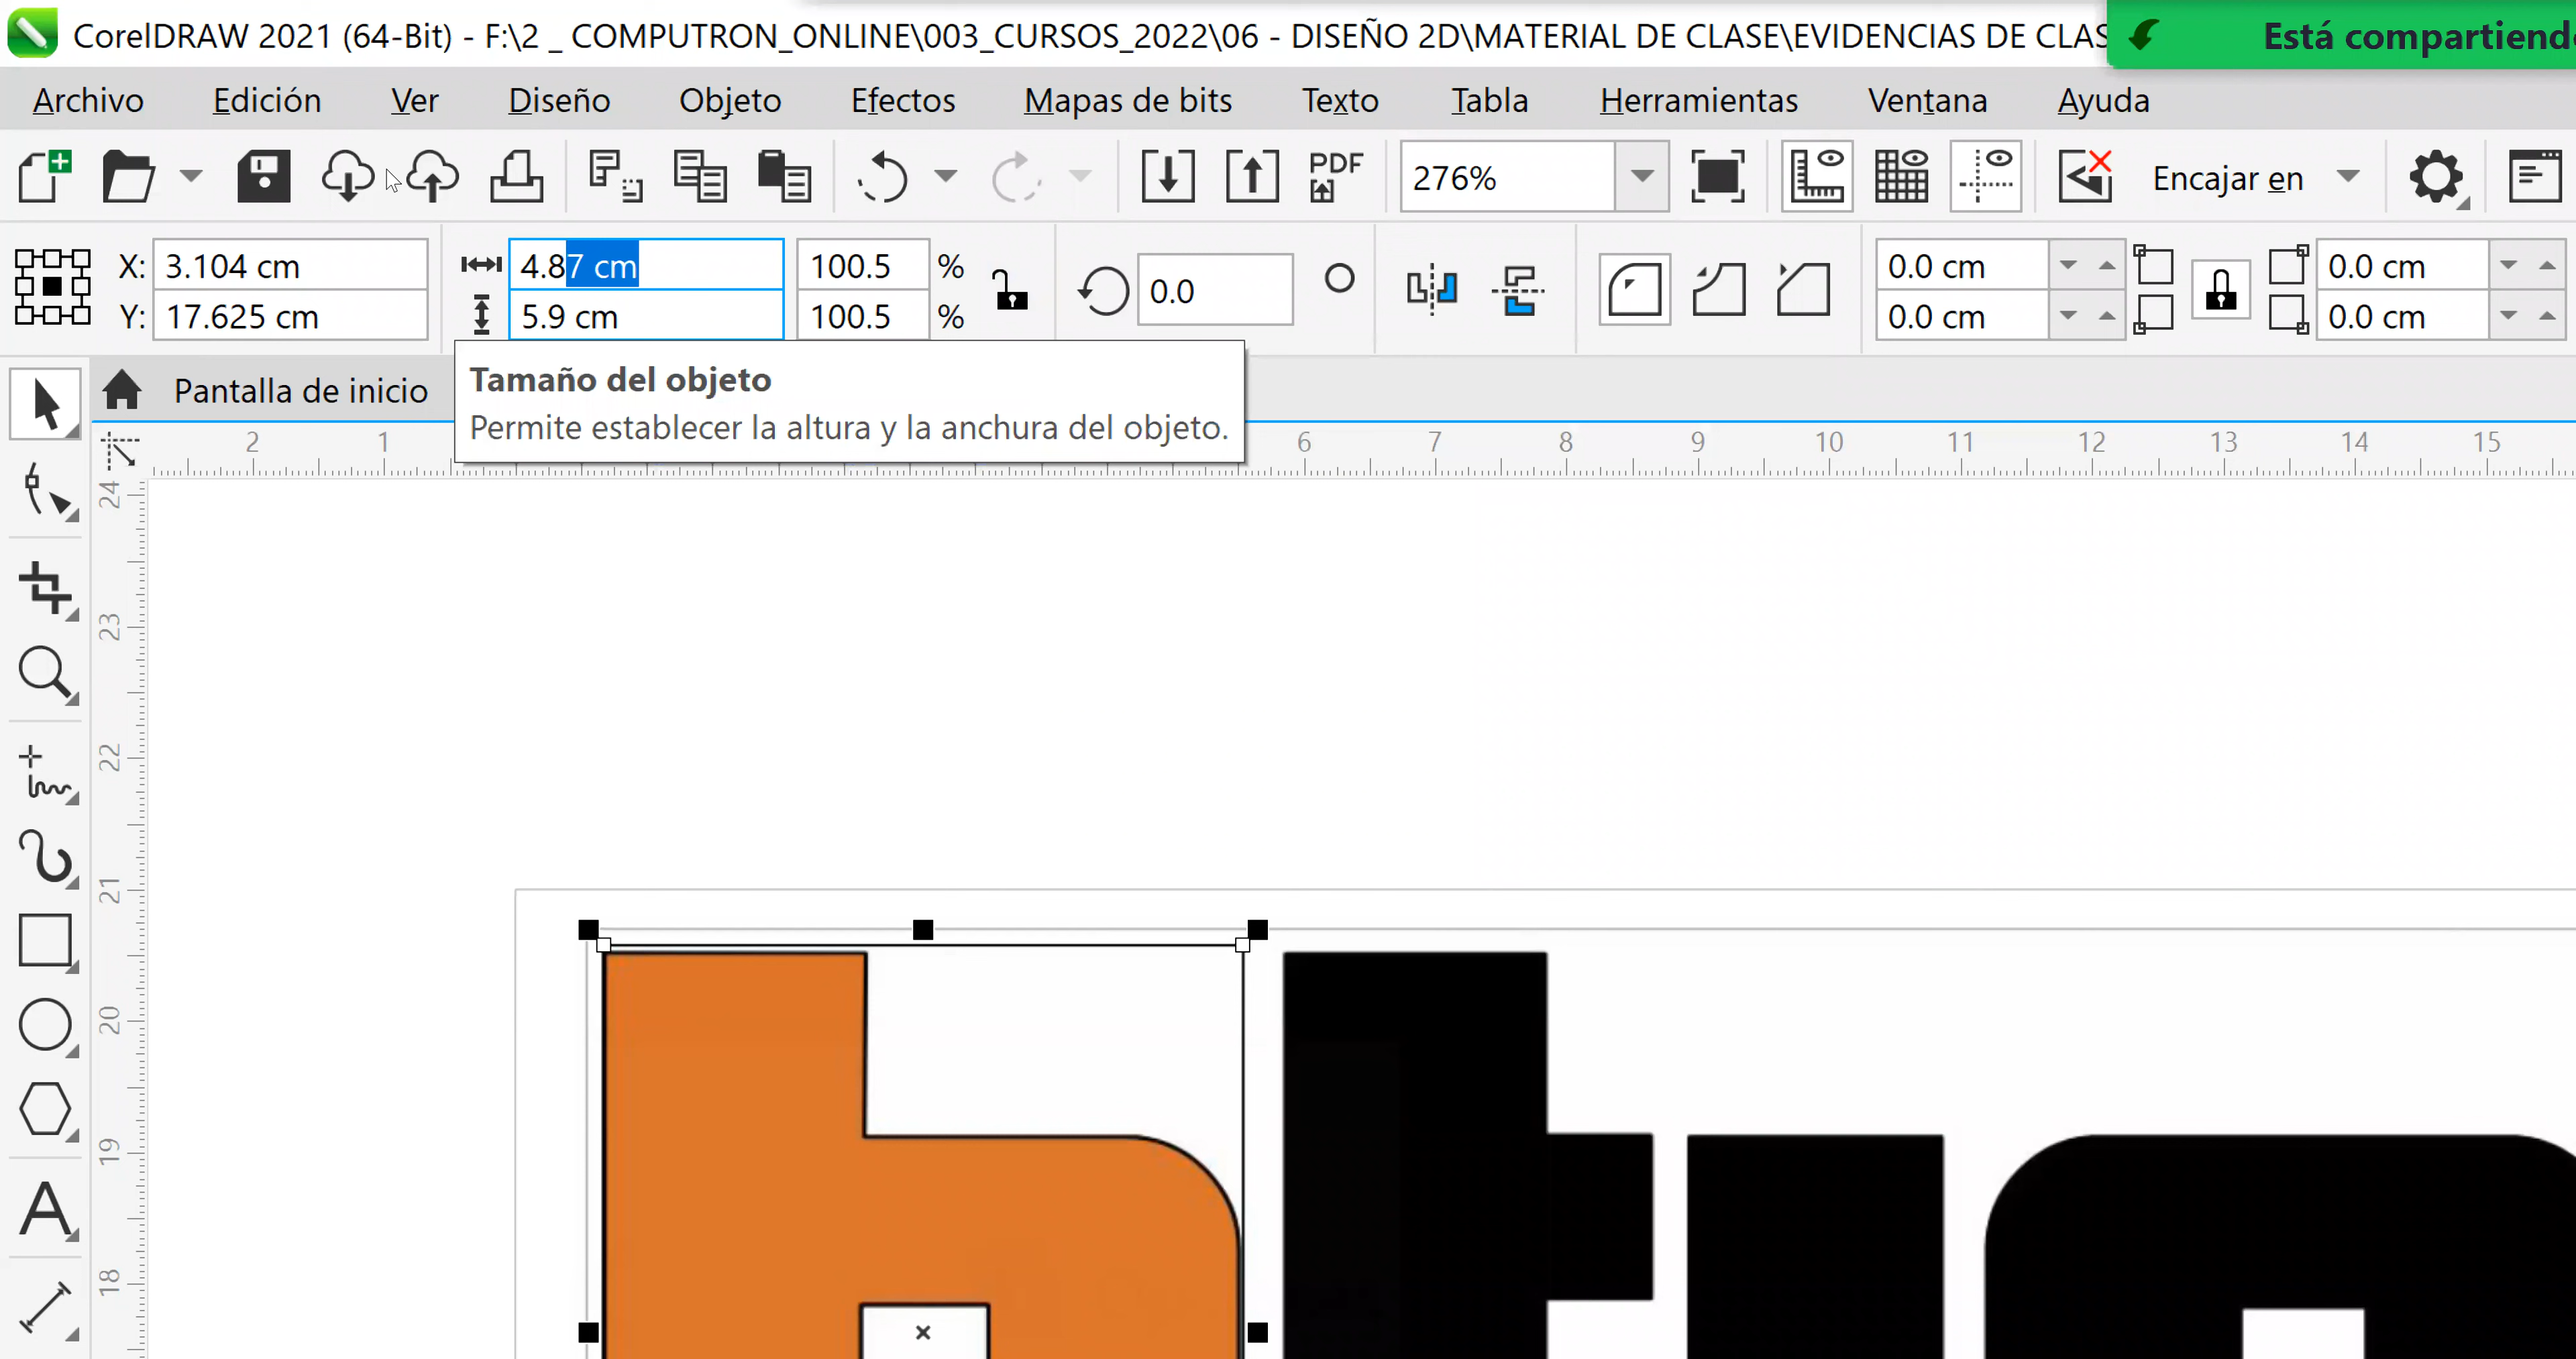 CorelDRAW 2021 (64-Bit) - F:\2 _ COMPUTRON_ONLINE\003_CURSOS_2022\06 - DISEÑO 2D\MATERIAL DE CLASE\EVIDENCIAS DE CLAS
Está compartiend
Archivo Edición Ver Diseño Objeto Efectos Mapas de bits Texto Tabla Herramientas Ventana Ayuda
PDF 276% Encajar en
X: 3.104 cm 4.87 cm 100.5 % 0.0 0.0 cm 0.0 cm
Y: 17.625 cm 5.9 cm 100.5 % 0.0 cm 0.0 cm
Pantalla de inicio
Tamaño del objeto
Permite establecer la altura y la anchura del objeto.
2 1 6 7 8 9 10 11 12 13 14 15
24
23
22
21
20
19
18